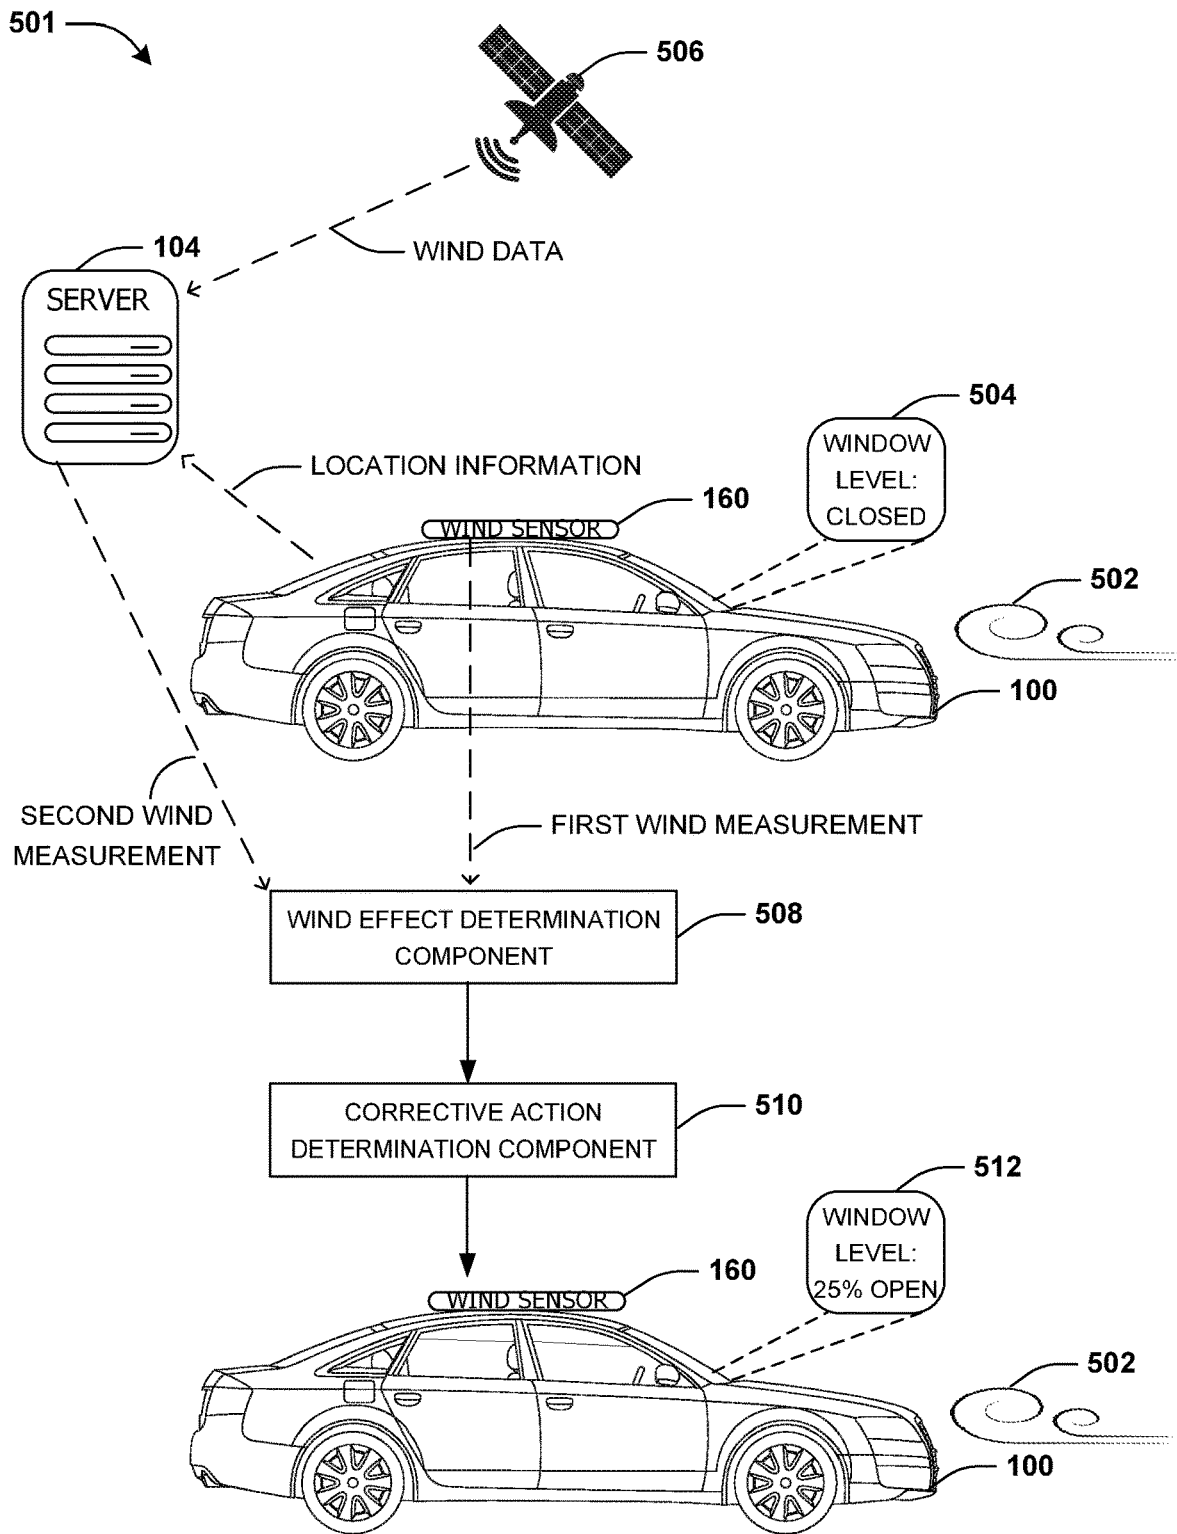 501
506
WIND DATA
104
SERVER
504
WINDOW
LEVEL:
CLOSED
LOCATION INFORMATION
160
WIND SENSOR
502
100
SECOND WIND
MEASUREMENT
FIRST WIND MEASUREMENT
WIND EFFECT DETERMINATION
COMPONENT
508
CORRECTIVE ACTION
DETERMINATION COMPONENT
510
512
WINDOW
LEVEL:
25% OPEN
160
WIND SENSOR
502
100